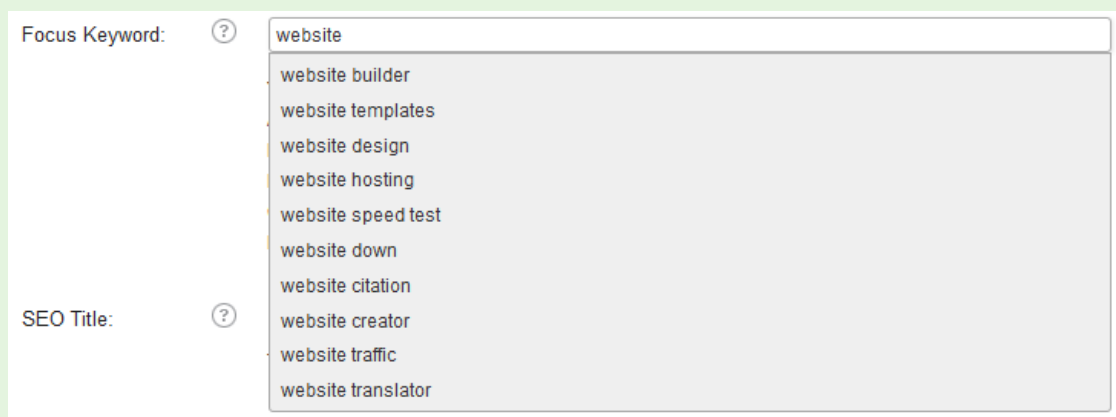 Focus Keyword: ? website
website builder
website templates
website design
website hosting
website speed test
website down
website citation
SEO Title: ?
website creator
website traffic
website translator